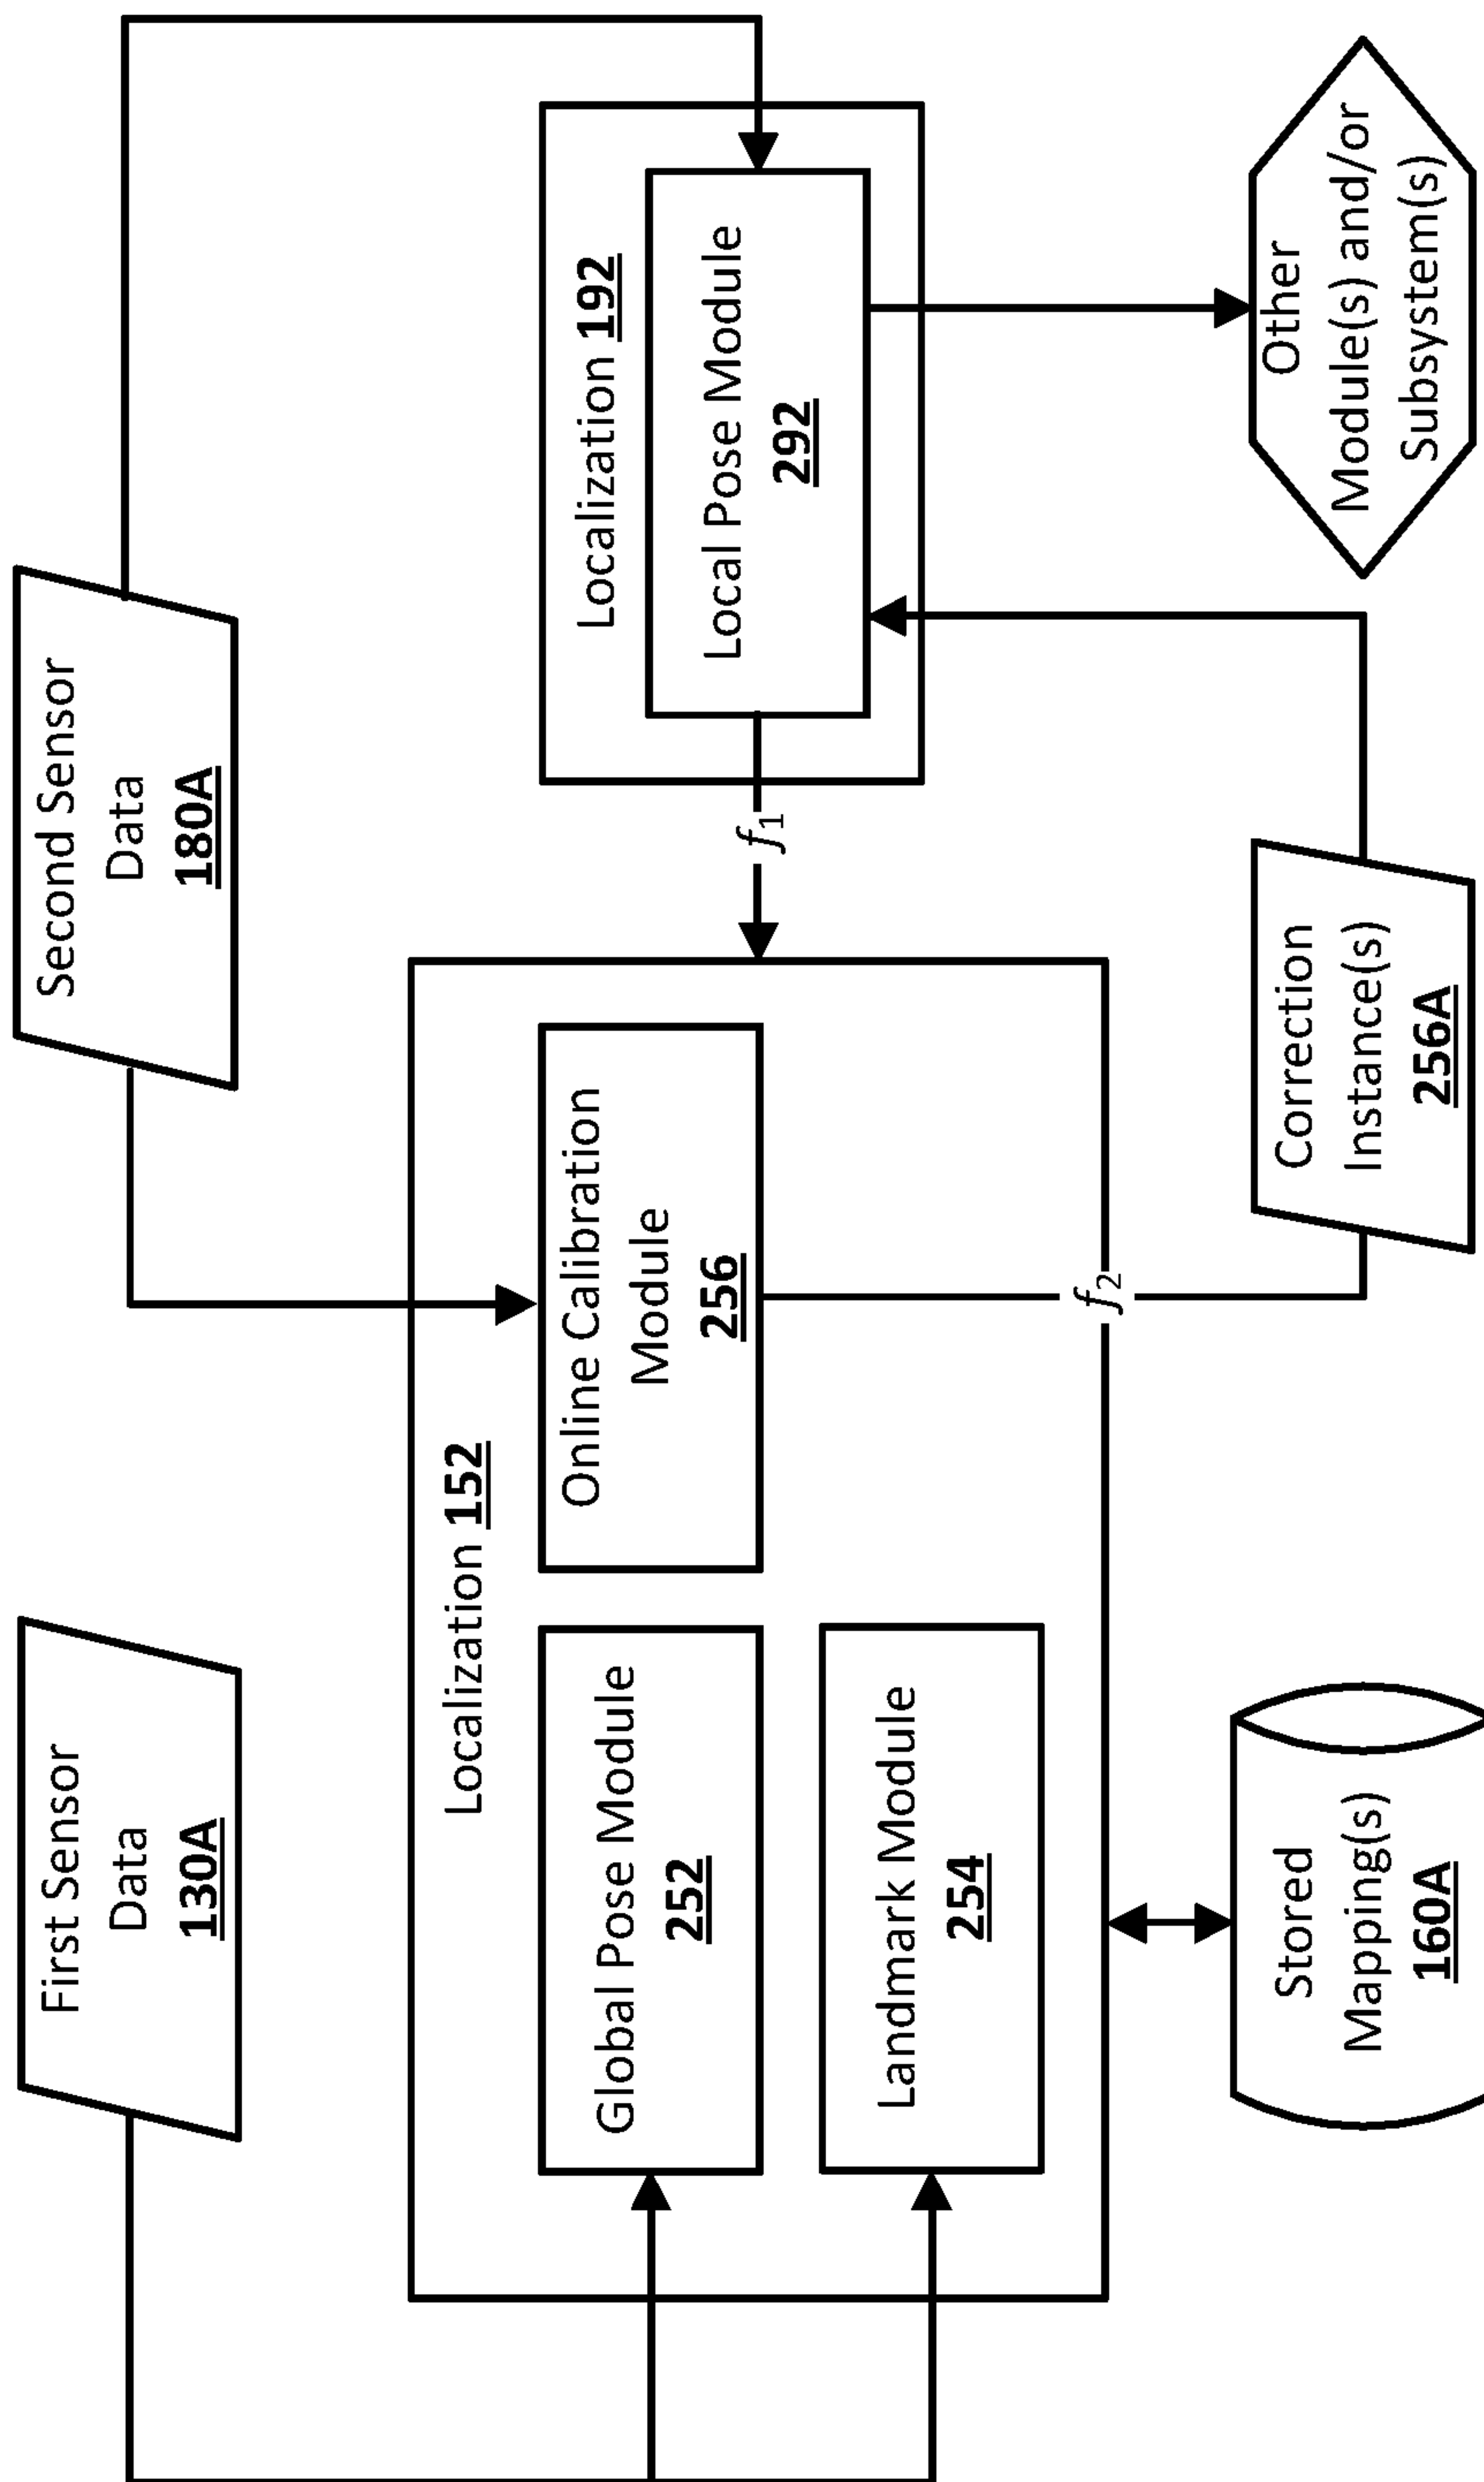 First Sensor
Data
130A
Second Sensor
Data
180A
Localization 152
Global Pose Module
252
Online Calibration
Module
256
Landmark Module
254
f1
Localization 192
Local Pose Module
292
f2
Stored
Mapping(s)
160A
Correction
Instance(s)
256A
Other
Module(s) and/or
Subsystem(s)